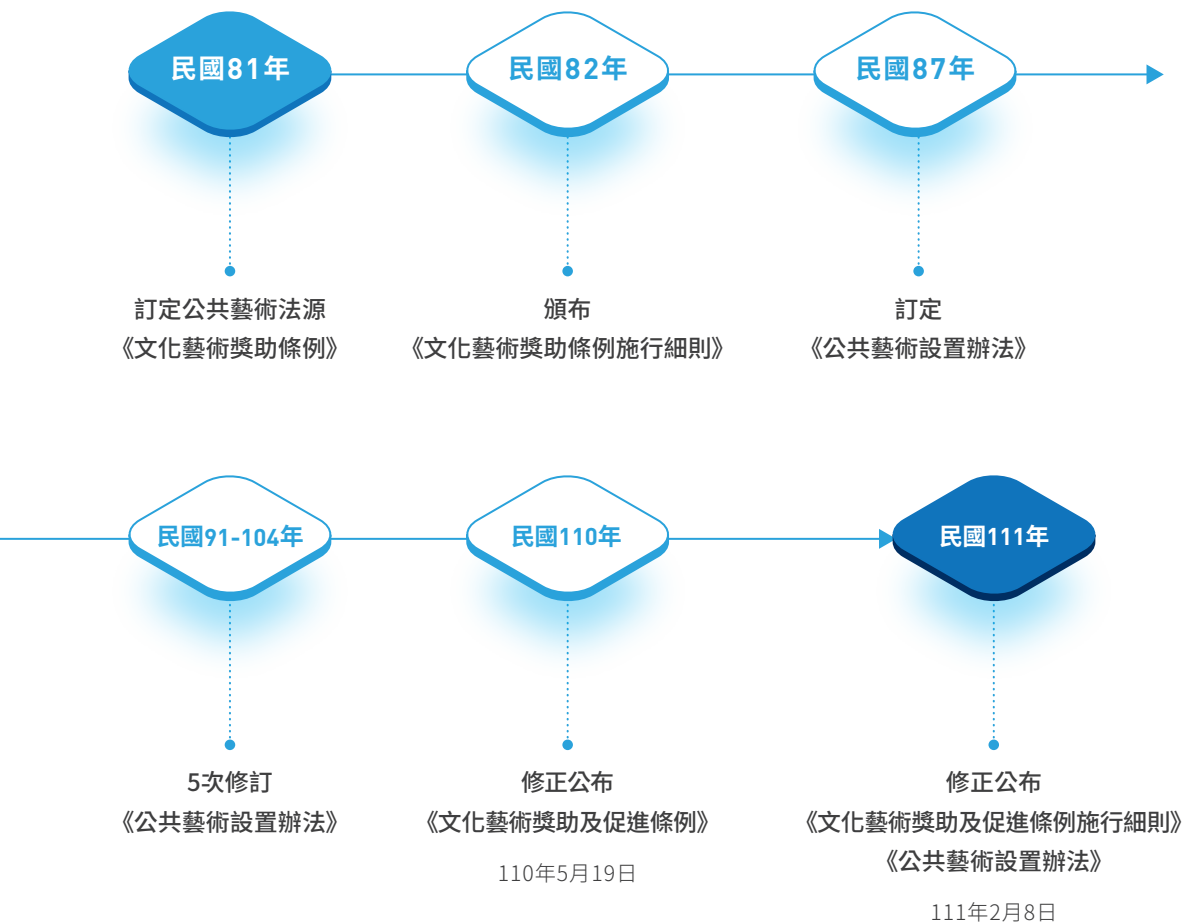 民國81年
民國82年
民國87年
訂定公共藝術法源
《文化藝術獎助條例》
頒布
《文化藝術獎助條例施行細則》
訂定
《公共藝術設置辦法》
民國91-104年
民國110年
民國111年
5次修訂
《公共藝術設置辦法》
修正公布
《文化藝術獎助及促進條例》
110年5月19日
修正公布
《文化藝術獎助及促進條例施行細則》
《公共藝術設置辦法》
111年2月8日